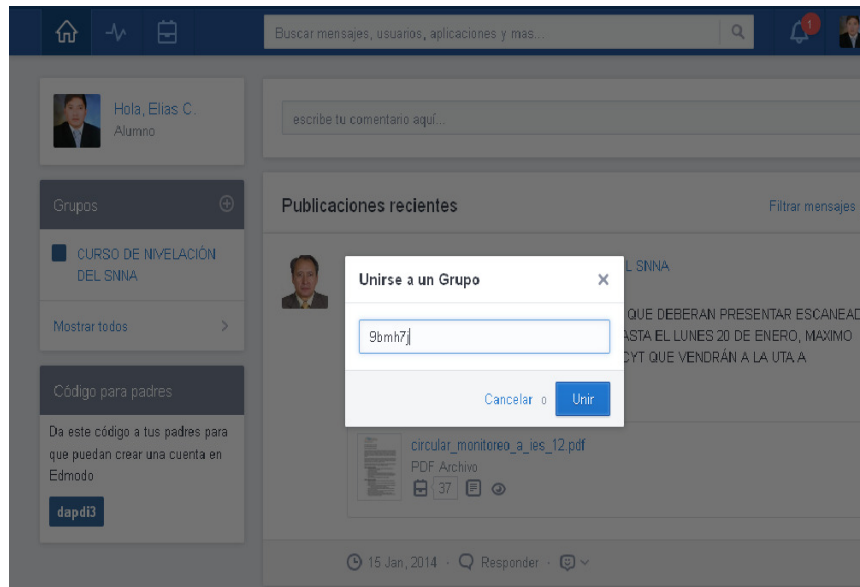 Buscar mensajes, usuarios, aplicaciones y mas...
1
Hola, Elias C.
Alumno
escribe tu comentario aquí...
Grupos
CURSO DE NIVELACIÓN
DEL SNNA
Mostrar todos
Código para padres
Da este código a tus padres para
que puedan crear una cuenta en
Edmodo
dapdi3
Publicaciones recientes
Filtrar mensajes
L SNNA
QUE DEBERAN PRESENTAR ESCANEAD
ASTA EL LUNES 20 DE ENERO, MAXIMO
CYT QUE VENDRÁN A LA UTA A
Unirse a un Grupo
9bmh7j
Cancelar o Unir
circular_monitoreo_a_ies_12.pdf
PDF Archivo
37
15 Jan, 2014 · Responder ·